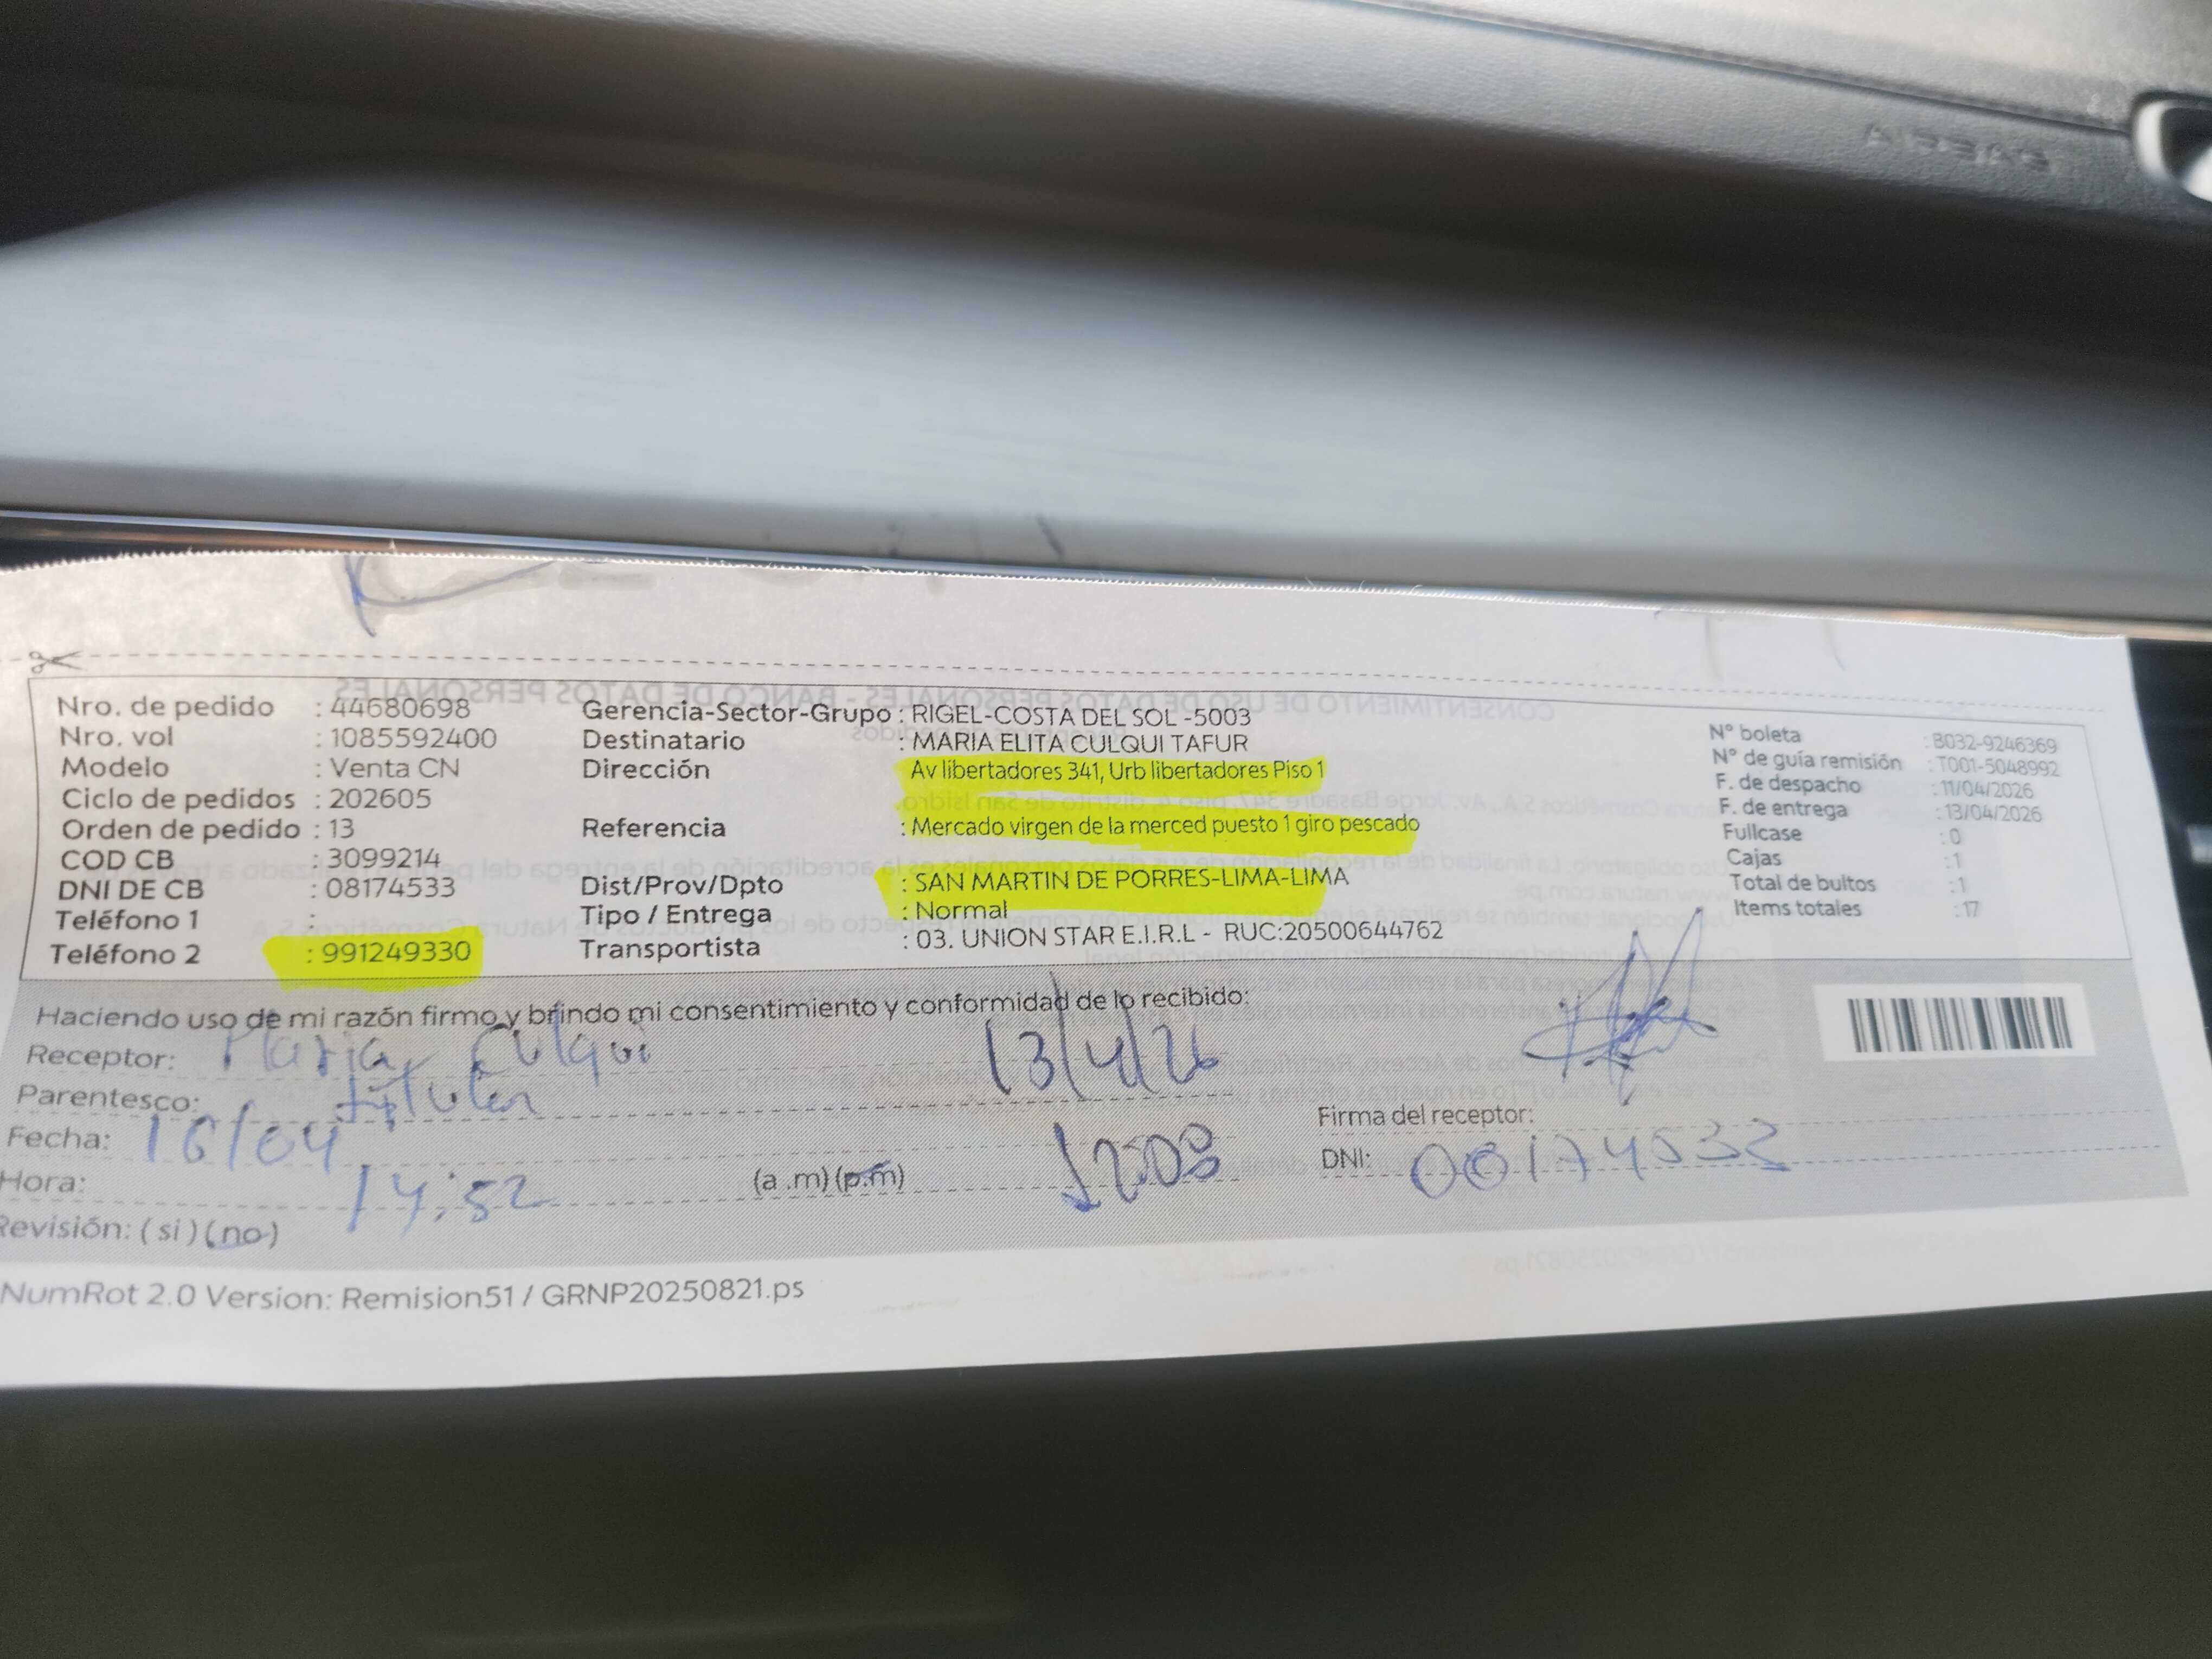 AIRBAG
Nro. de pedido : 44680698
Nro. vol : 1085592400
Modelo : Venta CN
Ciclo de pedidos : 202605
Orden de pedido : 13
COD CB : 3099214
DNI DE CB : 08174533
Teléfono 1 :
Teléfono 2 : 991249330
Gerencia-Sector-Grupo : RIGEL-COSTA DEL SOL -5003
Destinatario : MARIA ELITA CULQUI TAFUR
Dirección Av libertadores 341, Urb libertadores Piso 1
Referencia : Mercado virgen de la merced puesto 1 giro pescado
Dist/Prov/Dpto : SAN MARTIN DE PORRES-LIMA-LIMA
Tipo / Entrega : Normal
Transportista : 03. UNION STAR E.I.R.L - RUC:20500644762
N° boleta : B032-9246369
N° de guía remisión : T001-5048992
F. de despacho : 11/04/2026
F. de entrega : 13/04/2026
Fullcase : 0
Cajas : 1
Total de bultos : 1
Items totales : 17
Haciendo uso de mi razón firmo y brindo mi consentimiento y conformidad de lo recibido:
Receptor: Maria Culqui 13/4/26
Parentesco: titular
Fecha: 16/04
Firma del receptor:
Hora: 14:52 (a .m) (p.m)
DNI:
Revisión: ( si ) (no)
NumRot 2.0 Version: Remision51 / GRNP20250821.ps